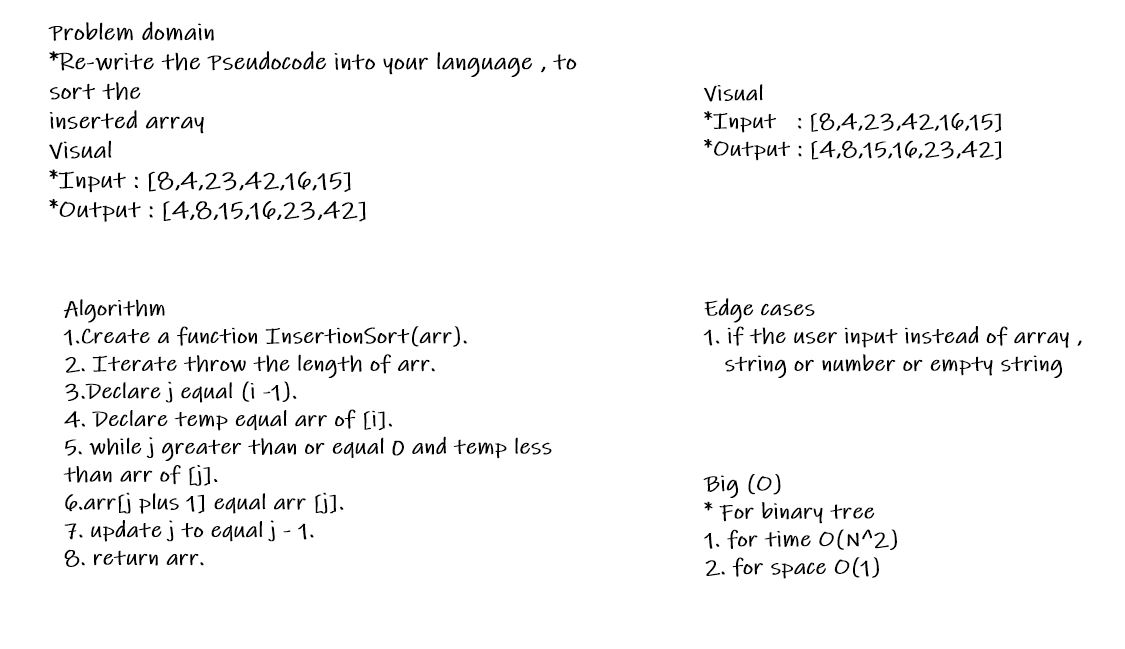 Problem domain
*Re-write the Pseudocode into your language , to
sort the
inserted array
Visual
*Input : [8,4,23,42,16,15]
*Output : [4,8,15,16,23,42]
Visual
*Input : [8,4,23,42,16,15]
*Output : [4,8,15,16,23,42]
Algorithm
1.Create a function InsertionSort(arr).
2. Iterate throw the length of arr.
3.Declare j equal (i -1).
4. Declare temp equal arr of [i].
5. while j greater than or equal 0 and temp less
than arr of [j].
6.arr[j plus 1] equal arr [j].
7. update j to equal j - 1.
8. return arr.
Edge cases
1. if the user input instead of array ,
string or number or empty string
Big (O)
* For binary tree
1. for time O(N^2)
2. for space O(1)